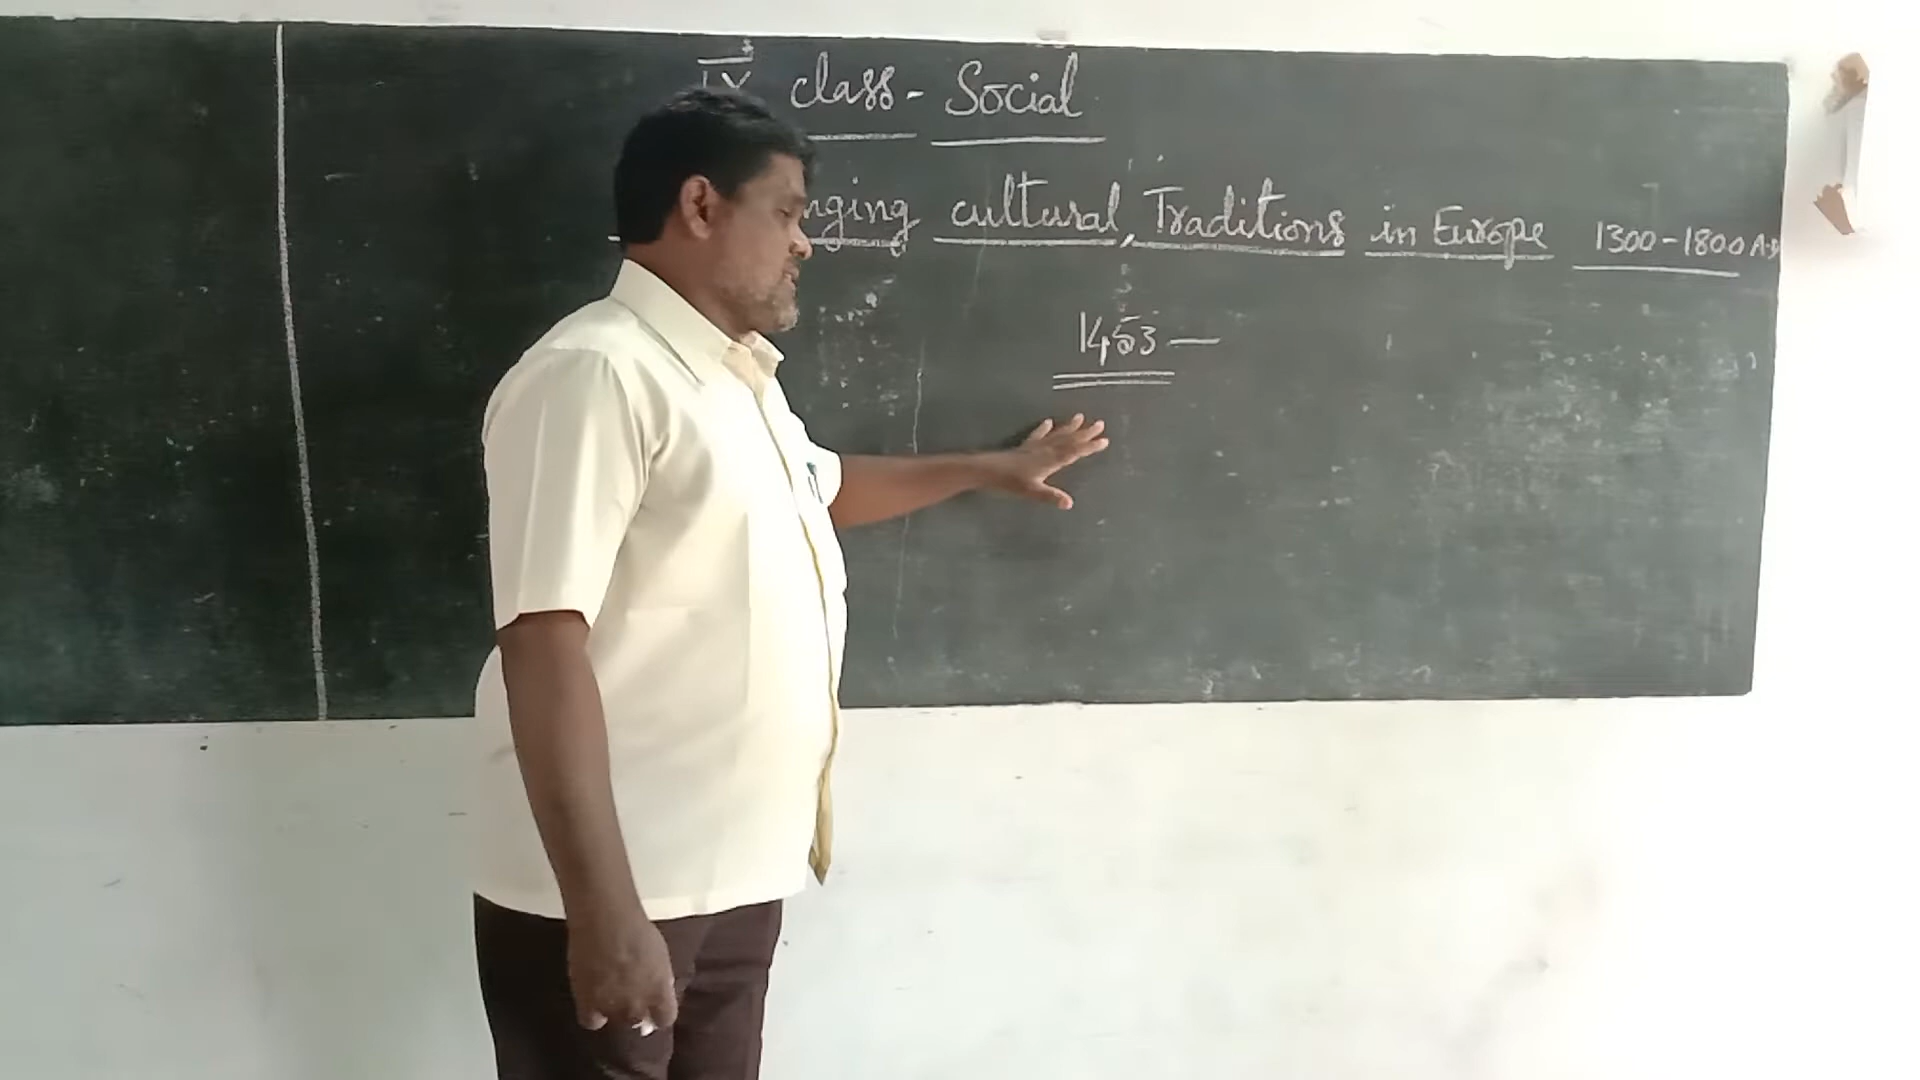 IX class - Social
nging cultural, Traditions in Europe 1300-1800 A.D
1453 —